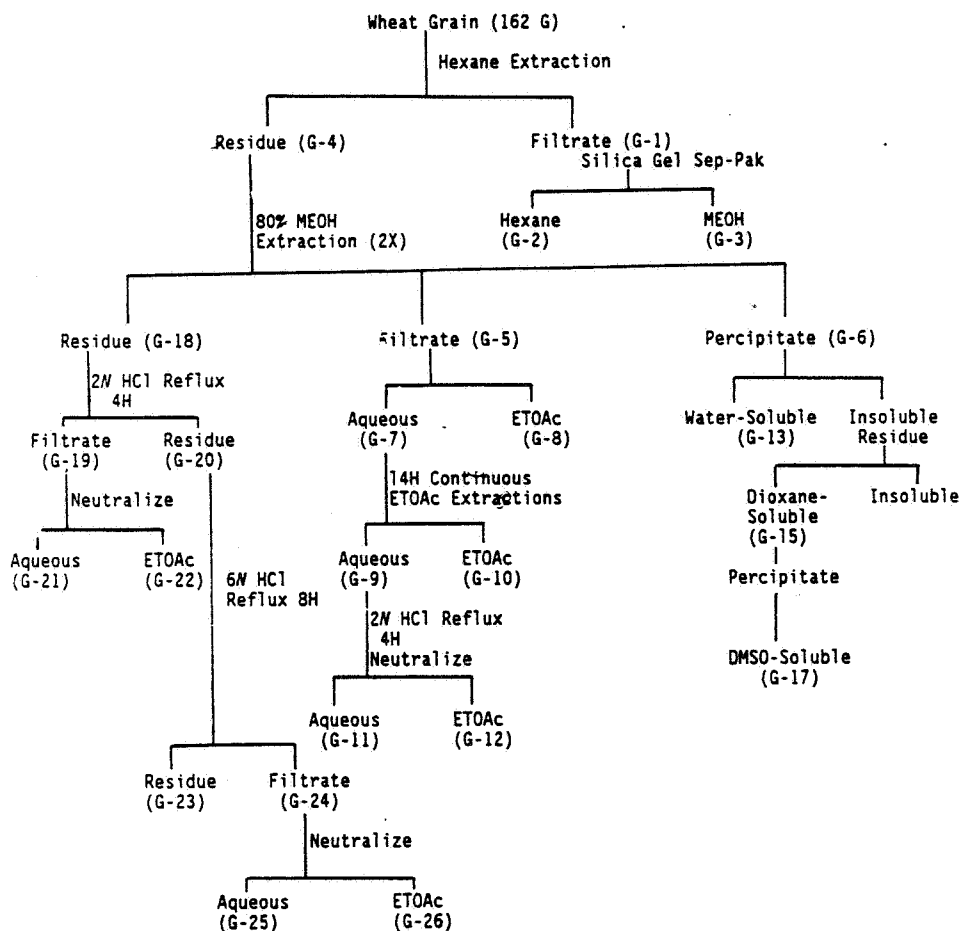 Wheat Grain (162 G)
Hexane Extraction
Residue (G-4)
Filtrate (G-1)
Silica Gel Sep-Pak
80% MEOH
Extraction (2X)
Hexane
(G-2)
MEOH
(G-3)
Residue (G-18)
Filtrate (G-5)
Percipitate (G-6)
2N HCl Reflux
4H
Filtrate
(G-19)
Residue
(G-20)
Aqueous
(G-7)
ETOAc
(G-8)
Water-Soluble
(G-13)
Insoluble
Residue
Neutralize
14H Continuous
ETOAc Extractions
Dioxane-
Soluble
(G-15)
Insoluble
Aqueous
(G-21)
ETOAc
(G-22)
6N HCl
Reflux 8H
Aqueous
(G-9)
ETOAc
(G-10)
Percipitate
2N HCl Reflux
4H
Neutralize
DMSO-Soluble
(G-17)
Aqueous
(G-11)
ETOAc
(G-12)
Residue
(G-23)
Filtrate
(G-24)
Neutralize
Aqueous
(G-25)
ETOAc
(G-26)